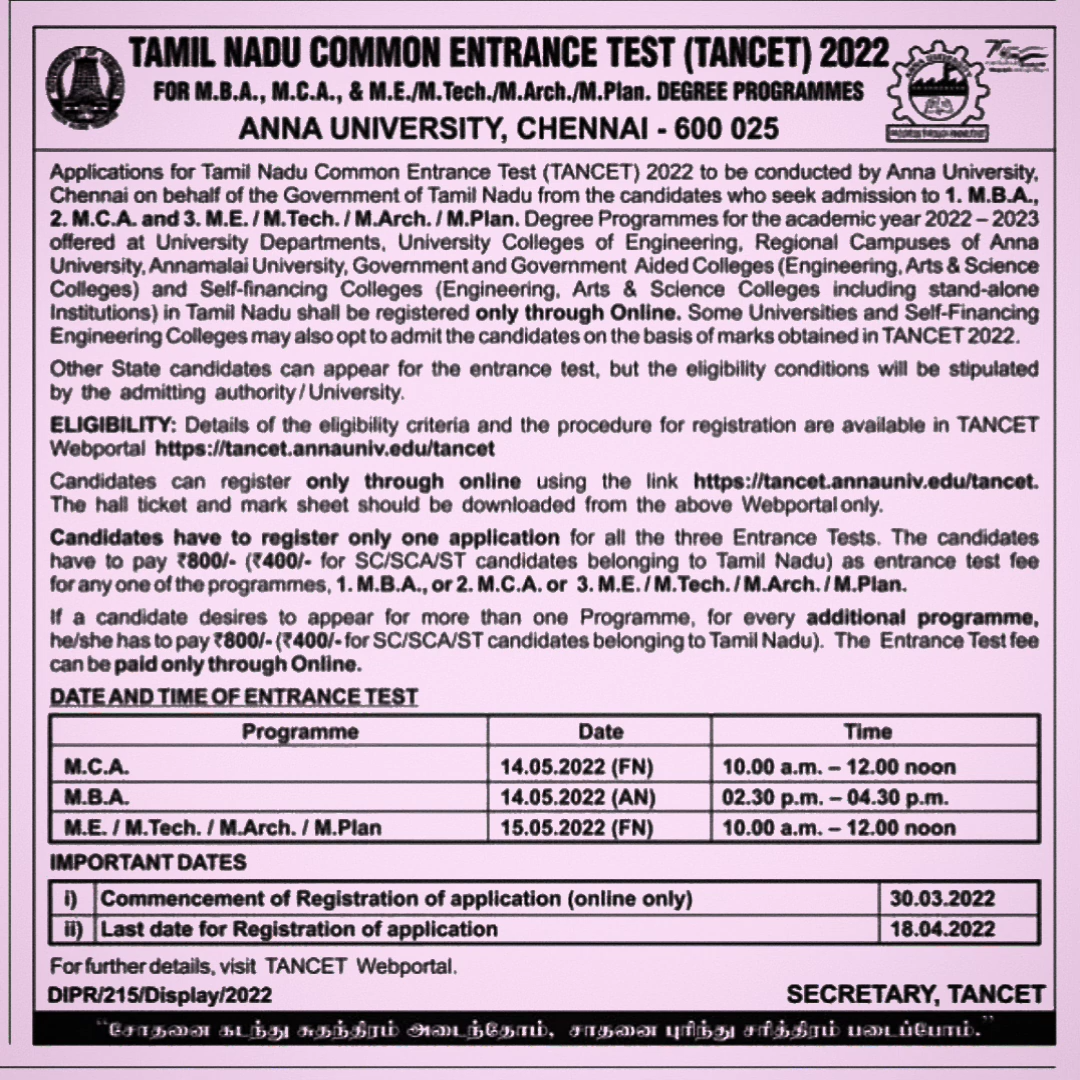 TAMIL NADU COMMON ENTRANCE TEST (TANCET) 2022
FOR M.B.A., M.C.A., & M.E./M.Tech./M.Arch./M.Plan. DEGREE PROGRAMMES
ANNA UNIVERSITY, CHENNAI - 600 025
Applications for Tamil Nadu Common Entrance Test (TANCET) 2022 to be conducted by Anna University,
Chennai on behalf of the Government of Tamil Nadu from the candidates who seek admission to 1. M.B.A.,
2. M.C.A. and 3. M.E. / M.Tech. / M.Arch. / M.Plan. Degree Programmes for the academic year 2022 – 2023
offered at University Departments, University Colleges of Engineering, Regional Campuses of Anna
University, Annamalai University, Government and Government Aided Colleges (Engineering, Arts & Science
Colleges) and Self-financing Colleges (Engineering, Arts & Science Colleges including stand-alone
Institutions) in Tamil Nadu shall be registered only through Online. Some Universities and Self-Financing
Engineering Colleges may also opt to admit the candidates on the basis of marks obtained in TANCET 2022.
Other State candidates can appear for the entrance test, but the eligibility conditions will be stipulated
by the admitting authority / University.
ELIGIBILITY: Details of the eligibility criteria and the procedure for registration are available in TANCET
Webportal https://tancet.annauniv.edu/tancet
Candidates can register only through online using the link https://tancet.annauniv.edu/tancet.
The hall ticket and mark sheet should be downloaded from the above Webportal only.
Candidates have to register only one application for all the three Entrance Tests. The candidates
have to pay ₹800/- (₹400/- for SC/SCA/ST candidates belonging to Tamil Nadu) as entrance test fee
for any one of the programmes, 1. M.B.A., or 2. M.C.A. or 3. M.E. / M.Tech. / M.Arch. / M.Plan.
If a candidate desires to appear for more than one Programme, for every additional programme,
he/she has to pay ₹800/- (₹400/- for SC/SCA/ST candidates belonging to Tamil Nadu). The Entrance Test fee
can be paid only through Online.
DATE AND TIME OF ENTRANCE TEST
Programme Date Time
M.C.A. 14.05.2022 (FN) 10.00 a.m. – 12.00 noon
M.B.A. 14.05.2022 (AN) 02.30 p.m. – 04.30 p.m.
M.E. / M.Tech. / M.Arch. / M.Plan 15.05.2022 (FN) 10.00 a.m. – 12.00 noon
IMPORTANT DATES
i) Commencement of Registration of application (online only) 30.03.2022
ii) Last date for Registration of application 18.04.2022
For further details, visit TANCET Webportal.
DIPR/215/Display/2022 SECRETARY, TANCET
“சோதனை கடந்து சுதந்திரம் அடைந்தோம், சாதனை புரிந்து சரித்திரம் படைப்போம்.”